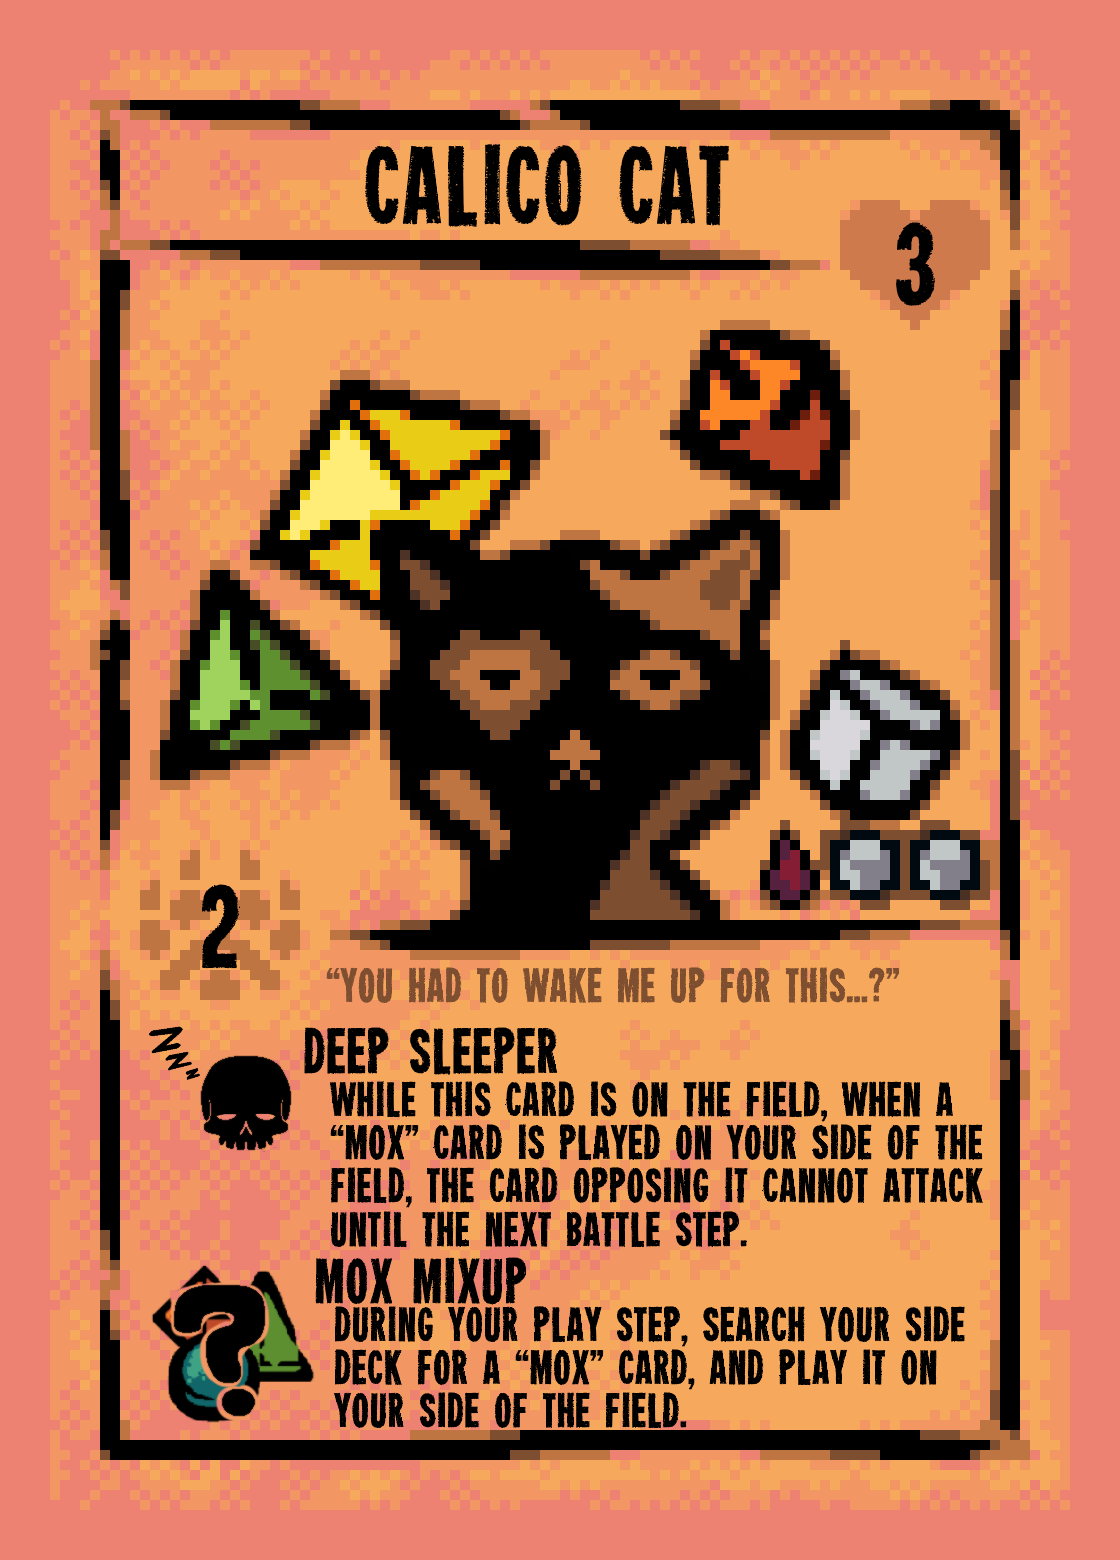 CALICO CAT
3
2
“YOU HAD TO WAKE ME UP FOR THIS...?”
DEEP SLEEPER
WHILE THIS CARD IS ON THE FIELD, WHEN A
“MOX” CARD IS PLAYED ON YOUR SIDE OF THE
FIELD, THE CARD OPPOSING IT CANNOT ATTACK
UNTIL THE NEXT BATTLE STEP.
MOX MIXUP
DURING YOUR PLAY STEP, SEARCH YOUR SIDE
DECK FOR A “MOX” CARD, AND PLAY IT ON
YOUR SIDE OF THE FIELD.
ZZZ
?